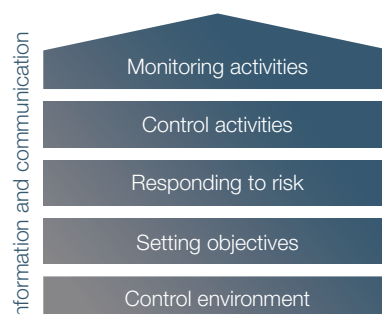 Monitoring activities
Control activities
Responding to risk
Setting objectives
Control environment
nformation and communication